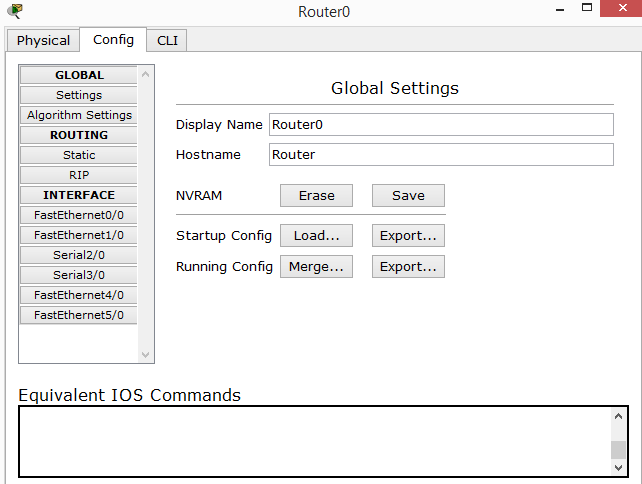 Router0
Physical Config CLI
GLOBAL
Settings
Algorithm Settings
ROUTING
Static
RIP
INTERFACE
FastEthernet0/0
FastEthernet1/0
Serial2/0
Serial3/0
FastEthernet4/0
FastEthernet5/0
Global Settings
Display Name Router0
Hostname Router
NVRAM Erase Save
Startup Config Load... Export...
Running Config Merge... Export...
Equivalent IOS Commands